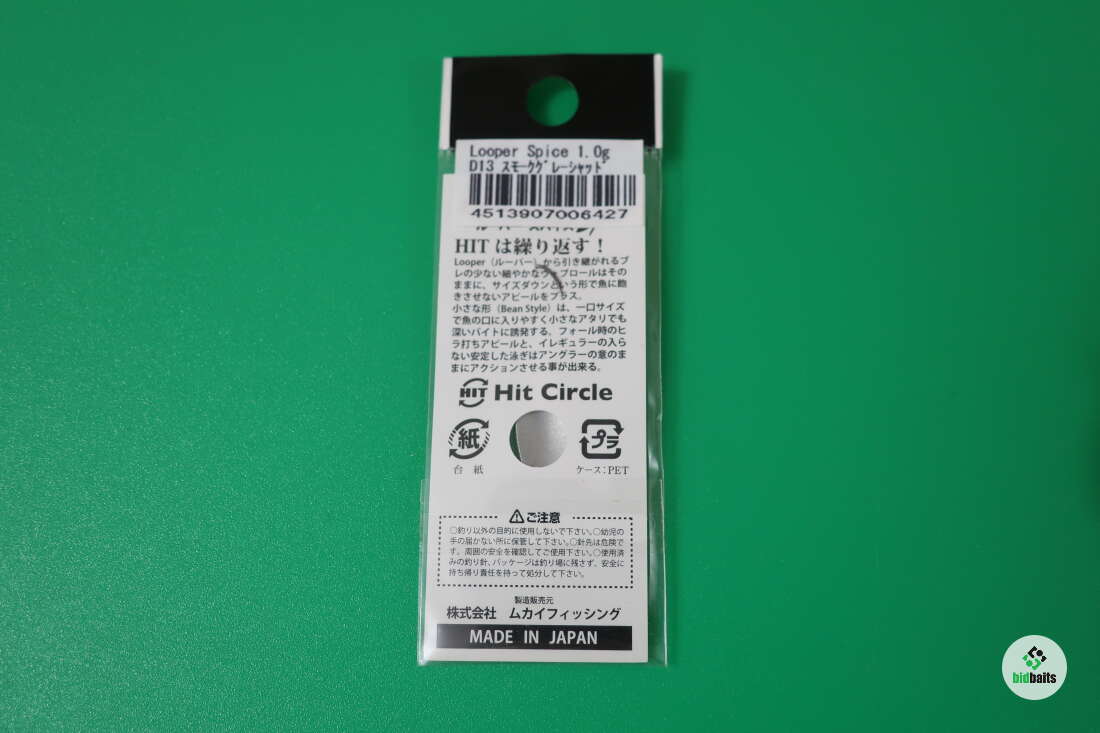 Looper Spice 1.0g
D13 ｽﾓｰｸｸﾞﾚｰｼｬｯﾄﾞ
4513907006427
HIT は繰り返す！
Looper（ルーパー）から引き継がれるブ
レの少ない細やかなウォブロールはその
ままに、サイズダウンという形で魚に飽
きさせないアピールをプラス。
小さな形（Bean Style）は、一口サイズ
で魚の口に入りやすく小さなアタリでも
深いバイトに誘発する。フォール時のヒ
ラ打ちアピールと、イレギュラーの入ら
ない安定した泳ぎはアングラーの意のま
まにアクションさせる事が出来る。
HIT Hit Circle
紙 プラ
台 紙 ケース：PET
ご注意
○釣り以外の目的に使用しないで下さい。○幼児の
手の届かない所に保管して下さい。○針先は危険で
す。周囲の安全を確認してご使用下さい。○使用済
みの釣り針、パッケージは釣り場に残さず、安全に
持ち帰り責任を持って処分して下さい。
製造販売元
株式会社 ムカイフィッシング
MADE IN JAPAN
bidbaits